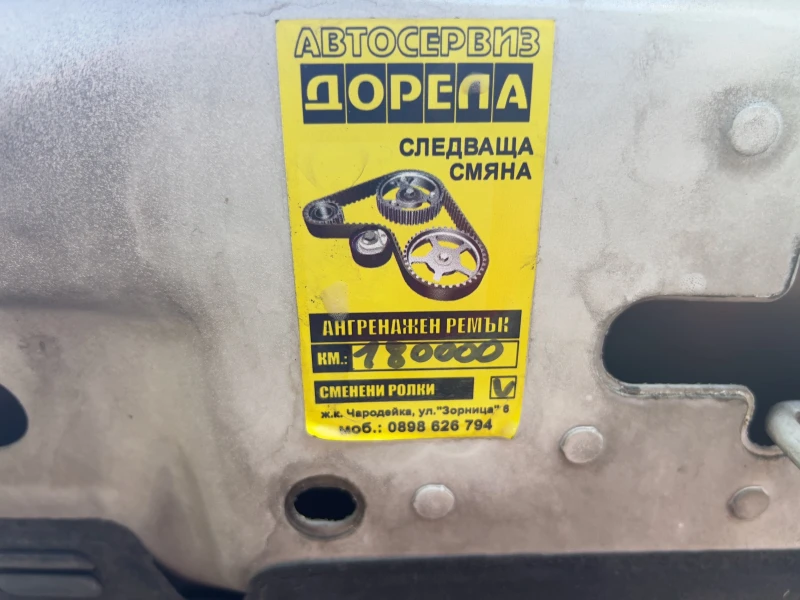 АВТОСЕРВИЗ
ДОРЕЛА
СЛЕДВАЩА
СМЯНА
АНГРЕНАЖЕН РЕМЪК
КМ.: 180000
СМЕНЕНИ РОЛКИ
ж.к. Чародейка, ул."Зорница" 8
моб.: 0898 626 794